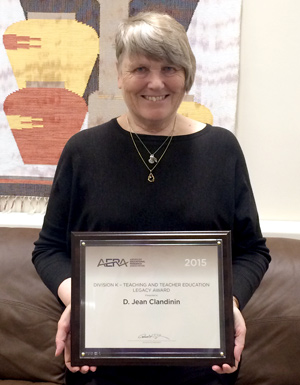 AERA 2015
DIVISION K – TEACHING AND TEACHER EDUCATION
LEGACY AWARD
D. Jean Clandinin